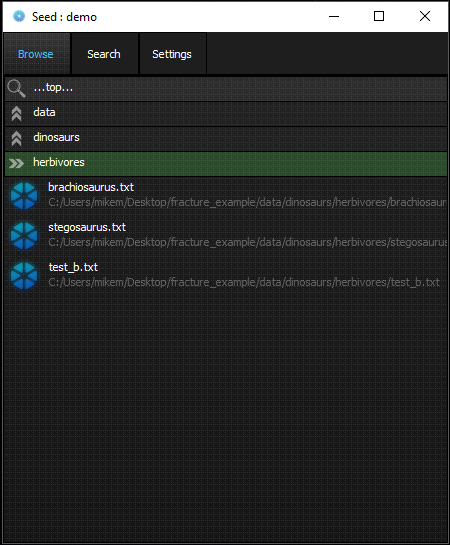 Seed : demo
Browse Search Settings
...top...
data
dinosaurs
herbivores
brachiosaurus.txt
C:/Users/mikem/Desktop/fracture_example/data/dinosaurs/herbivores/brachiosaur
stegosaurus.txt
C:/Users/mikem/Desktop/fracture_example/data/dinosaurs/herbivores/stegosaurus
test_b.txt
C:/Users/mikem/Desktop/fracture_example/data/dinosaurs/herbivores/test_b.txt